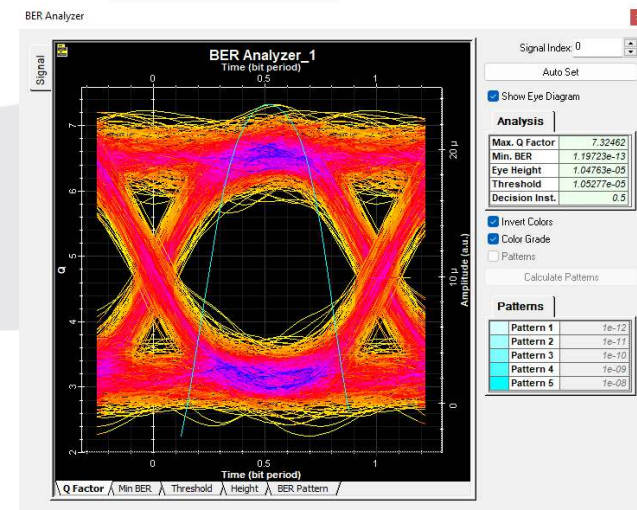 BER Analyzer
Signal Index: 0
Auto Set
Show Eye Diagram
Analysis
Max. Q Factor 7.32462
Min. BER 1.19723e-13
Eye Height 1.04763e-05
Threshold 1.05277e-05
Decision Inst. 0.5
Invert Colors
Color Grade
Patterns
Calculate Patterns
Patterns
Pattern 1 1e-12
Pattern 2 1e-11
Pattern 3 1e-10
Pattern 4 1e-09
Pattern 5 1e-08
Signal
BER Analyzer_1
Time (bit period)
0 0.5 1
7
6
5
4
3
2
Q
20 µ
10 µ
0
Amplitude (a.u.)
0 0.5 1
Time (bit period)
Q Factor Min BER Threshold Height BER Pattern